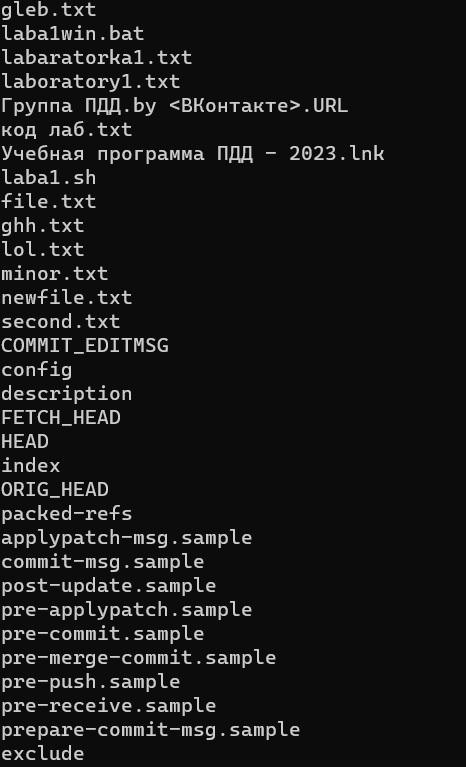 gleb.txt
laba1win.bat
labaratorka1.txt
laboratory1.txt
Группа ПДД.by <ВКонтакте>.URL
код лаб.txt
Учебная программа ПДД - 2023.lnk
laba1.sh
file.txt
ghh.txt
lol.txt
minor.txt
newfile.txt
second.txt
COMMIT_EDITMSG
config
description
FETCH_HEAD
HEAD
index
ORIG_HEAD
packed-refs
applypatch-msg.sample
commit-msg.sample
post-update.sample
pre-applypatch.sample
pre-commit.sample
pre-merge-commit.sample
pre-push.sample
pre-receive.sample
prepare-commit-msg.sample
exclude